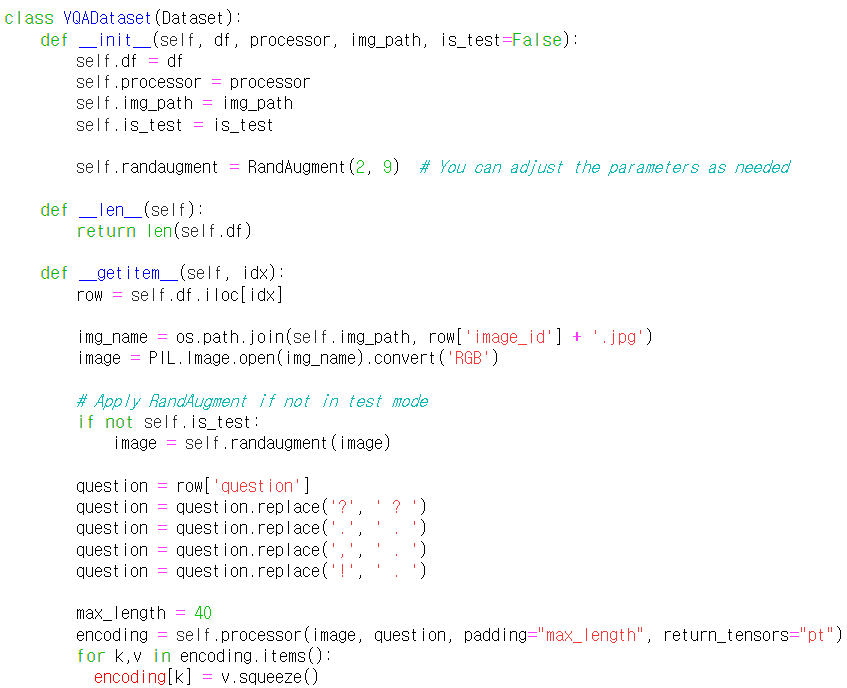 class VQADataset(Dataset):
    def __init__(self, df, processor, img_path, is_test=False):
        self.df = df
        self.processor = processor
        self.img_path = img_path
        self.is_test = is_test

        self.randaugment = RandAugment(2, 9)  # You can adjust the parameters as needed

    def __len__(self):
        return len(self.df)

    def __getitem__(self, idx):
        row = self.df.iloc[idx]

        img_name = os.path.join(self.img_path, row['image_id'] + '.jpg')
        image = PIL.Image.open(img_name).convert('RGB')

        # Apply RandAugment if not in test mode
        if not self.is_test:
            image = self.randaugment(image)

        question = row['question']
        question = question.replace('?', ' ? ')
        question = question.replace('.', ' . ')
        question = question.replace(',', ' . ')
        question = question.replace('!', ' . ')

        max_length = 40
        encoding = self.processor(image, question, padding="max_length", return_tensors="pt")
        for k,v in encoding.items():
          encoding[k] = v.squeeze()